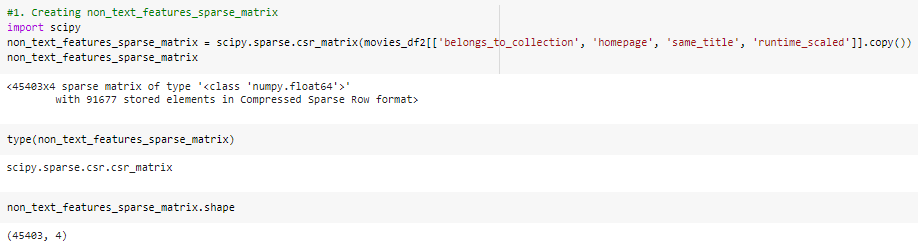 #1. Creating non_text_features_sparse_matrix
import scipy
non_text_features_sparse_matrix = scipy.sparse.csr_matrix(movies_df2[['belongs_to_collection', 'homepage', 'same_title', 'runtime_scaled']].copy())
non_text_features_sparse_matrix
<45403x4 sparse matrix of type '<class 'numpy.float64'>'
        with 91677 stored elements in Compressed Sparse Row format>
type(non_text_features_sparse_matrix)
scipy.sparse.csr.csr_matrix
non_text_features_sparse_matrix.shape
(45403, 4)